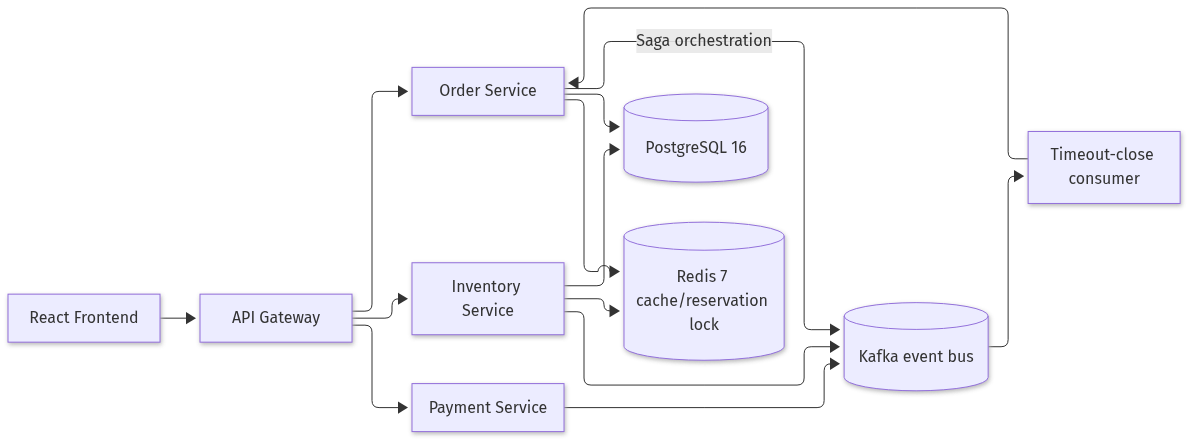 Saga orchestration
Order Service
PostgreSQL 16
Timeout-close
consumer
Inventory
Service
Redis 7
cache/reservation
lock
React Frontend
API Gateway
Kafka event bus
Payment Service